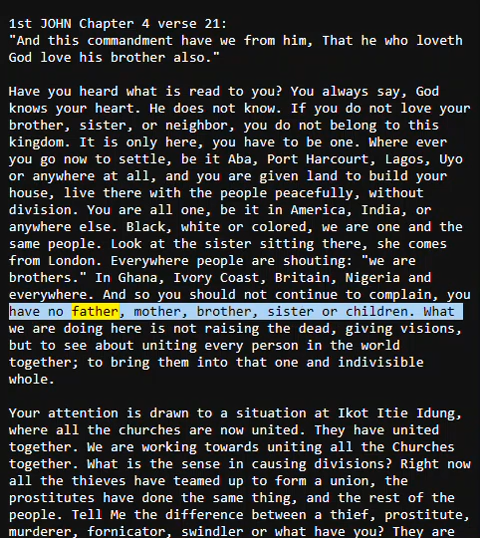 1st JOHN Chapter 4 verse 21:
"And this commandment have we from him, That he who loveth
God love his brother also."
Have you heard what is read to you? You always say, God
knows your heart. He does not know. If you do not love your
brother, sister, or neighbor, you do not belong to this
kingdom. It is only here, you have to be one. Where ever
you go now to settle, be it Aba, Port Harcourt, Lagos, Uyo
or anywhere at all, and you are given land to build your
house, live there with the people peacefully, without
division. You are all one, be it in America, India, or
anywhere else. Black, white or colored, we are one and the
same people. Look at the sister sitting there, she comes
from London. Everywhere people are shouting: "we are
brothers." In Ghana, Ivory Coast, Britain, Nigeria and
everywhere. And so you should not continue to complain, you
have no father, mother, brother, sister or children. What
we are doing here is not raising the dead, giving visions,
but to see about uniting every person in the world
together; to bring them into that one and indivisible
whole.
Your attention is drawn to a situation at Ikot Itie Idung,
where all the churches are now united. They have united
together. We are working towards uniting all the Churches
together. What is the sense in causing divisions? Right now
all the thieves have teamed up to form a union, the
prostitutes have done the same thing, and the rest of the
people. Tell Me the difference between a thief, prostitute,
murderer, fornicator, swindler or what have you? They are